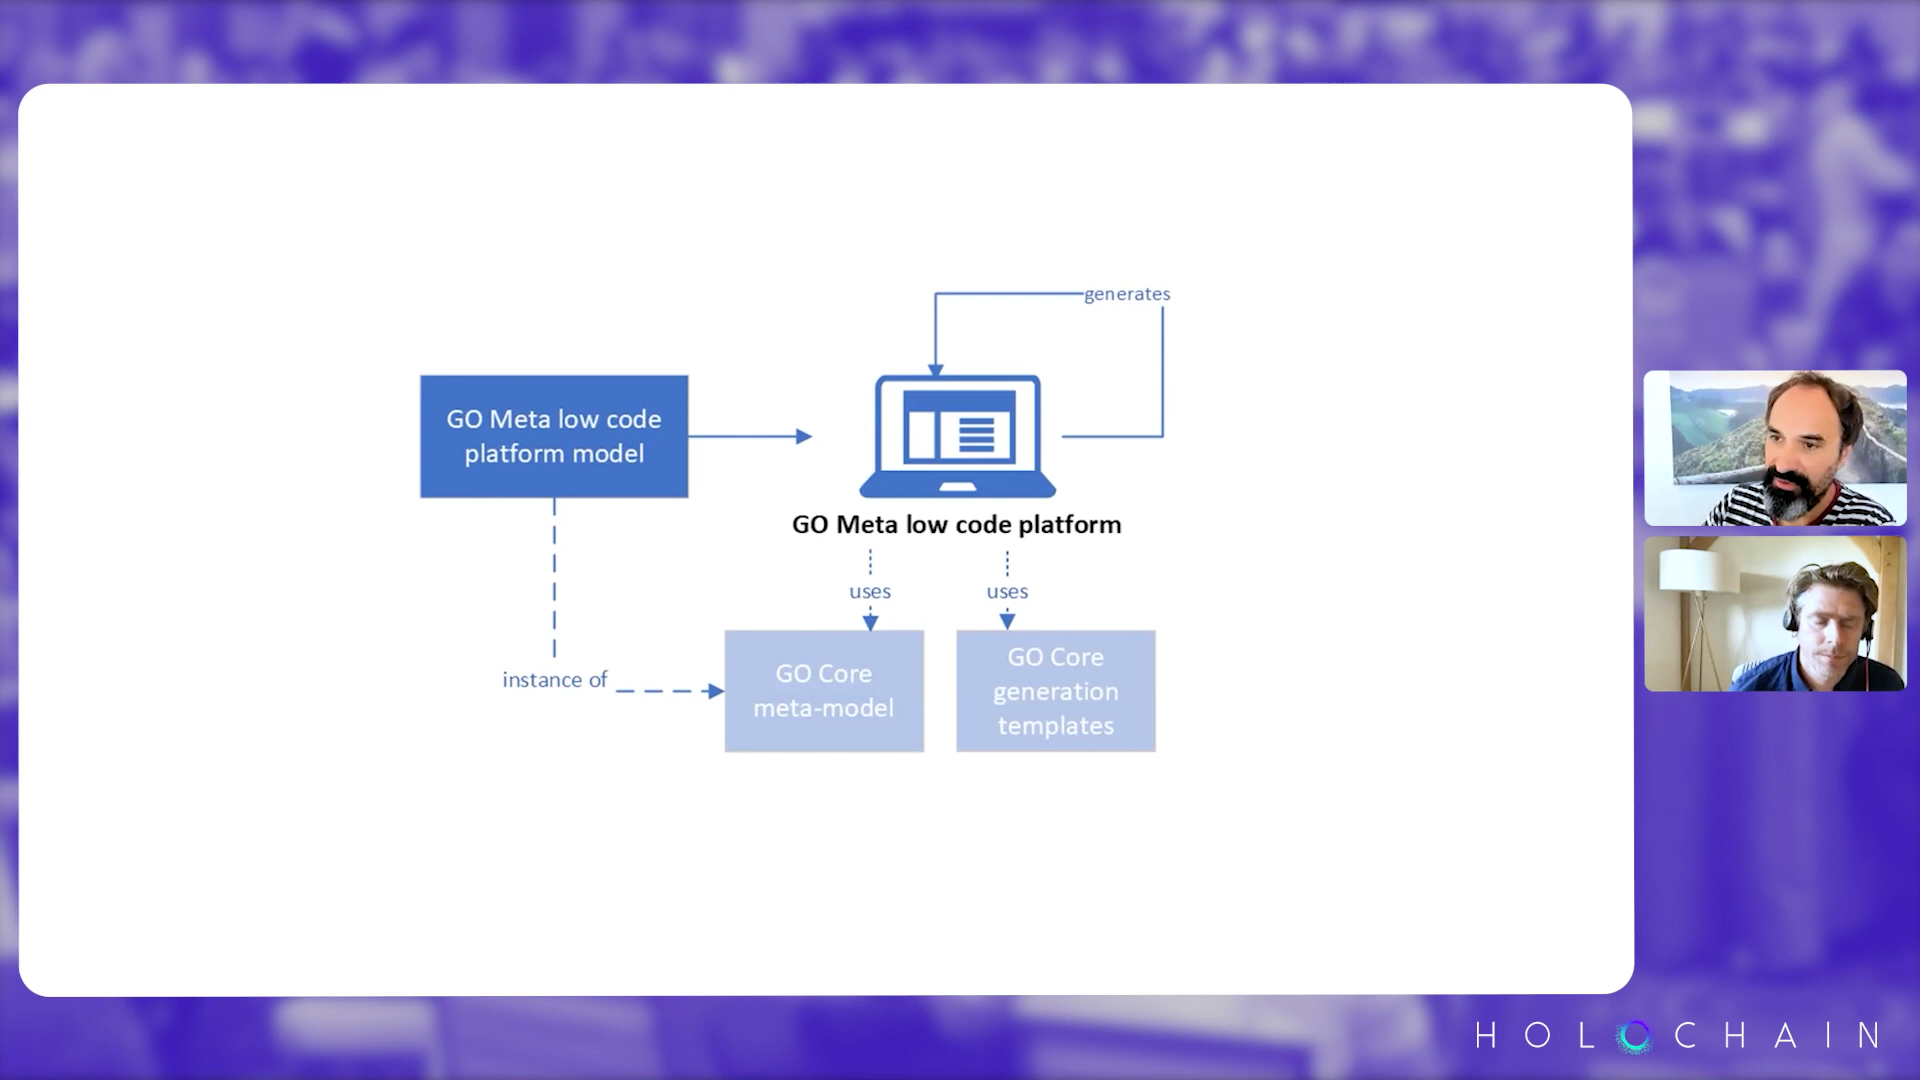 generates
GO Meta low code
platform model
GO Meta low code platform
uses
uses
instance of
GO Core
meta-model
GO Core
generation
templates
HOLOCHAIN